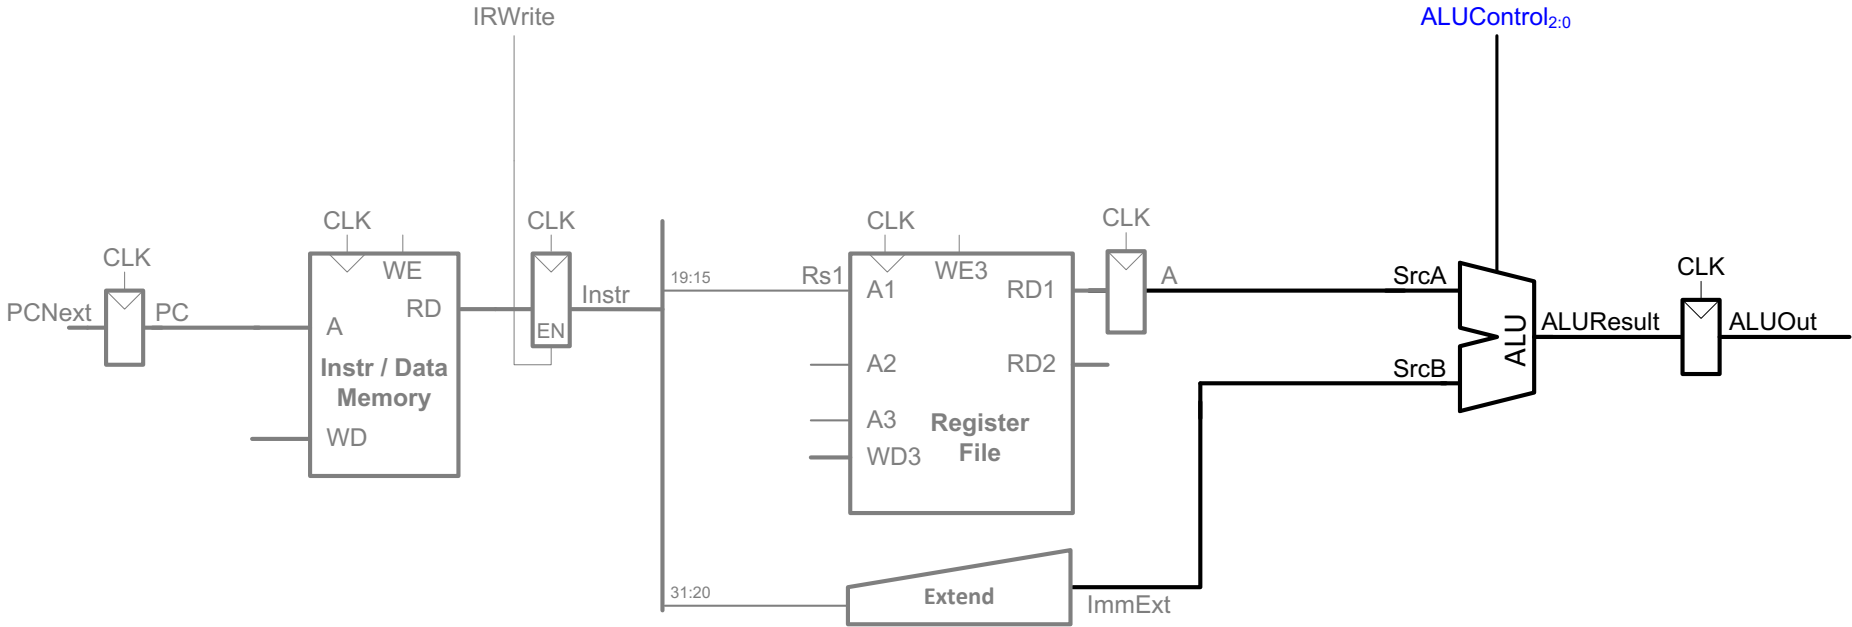 IRWrite
ALUControl2:0
CLK
CLK
CLK
CLK
CLK
CLK
PCNext
PC
WE
RD
A
EN
Instr / Data
Memory
WD
Instr
19:15
Rs1
A1
WE3
RD1
A2
RD2
A3
WD3
Register
File
A
SrcA
SrcB
ALU
ALUResult
ALUOut
31:20
Extend
ImmExt